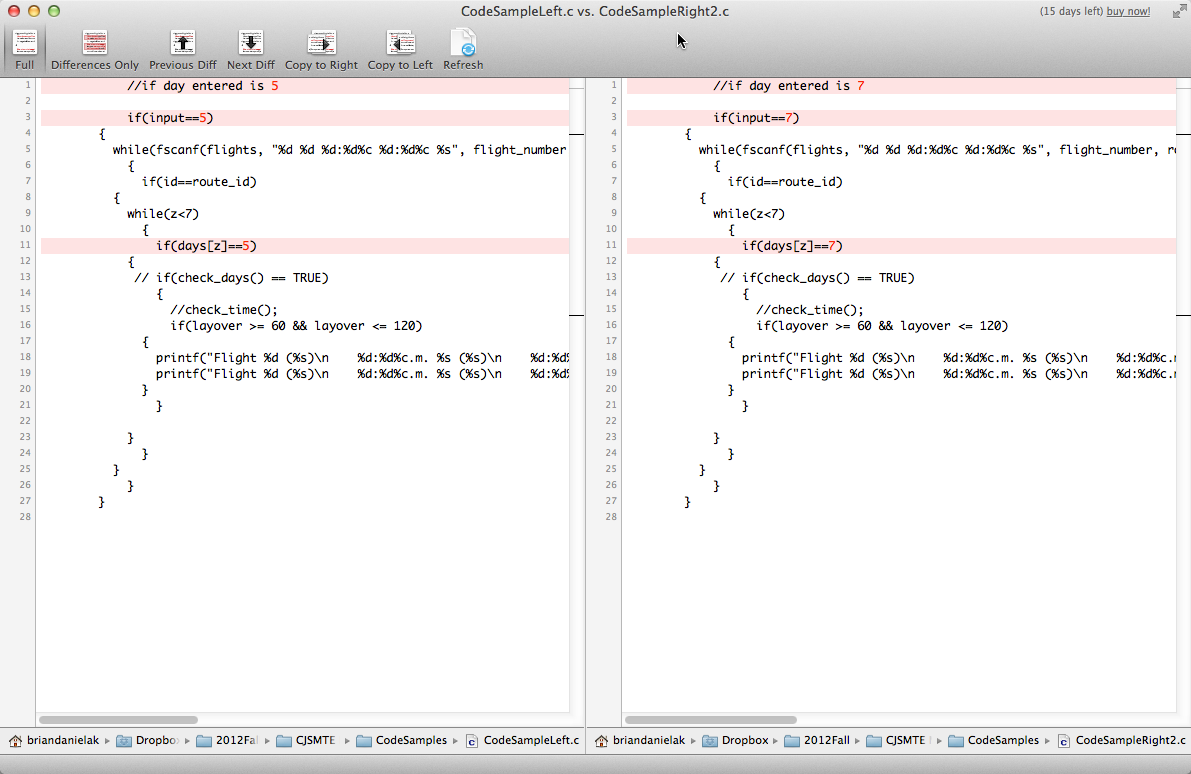 CodeSampleLeft.c vs. CodeSampleRight2.c
(15 days left) buy now!
Full Differences Only Previous Diff Next Diff Copy to Right Copy to Left Refresh
1 //if day entered is 5
2
3 if(input==5)
4 {
5 while(fscanf(flights, "%d %d %d:%d%c %d:%d%c %s", flight_number
6 {
7 if(id==route_id)
8 {
9 while(z<7)
10 {
11 if(days[z]==5)
12 {
13 // if(check_days() == TRUE)
14 {
15 //check_time();
16 if(layover >= 60 && layover <= 120)
17 {
18 printf("Flight %d (%s)\n    %d:%d%c.m. %s (%s)\n    %d:%d%
19 printf("Flight %d (%s)\n    %d:%d%c.m. %s (%s)\n    %d:%d%
20 }
21 }
22
23 }
24 }
25 }
26 }
27 }
28
1 //if day entered is 7
2
3 if(input==7)
4 {
5 while(fscanf(flights, "%d %d %d:%d%c %d:%d%c %s", flight_number, r
6 {
7 if(id==route_id)
8 {
9 while(z<7)
10 {
11 if(days[z]==7)
12 {
13 // if(check_days() == TRUE)
14 {
15 //check_time();
16 if(layover >= 60 && layover <= 120)
17 {
18 printf("Flight %d (%s)\n    %d:%d%c.m. %s (%s)\n    %d:%d%c.
19 printf("Flight %d (%s)\n    %d:%d%c.m. %s (%s)\n    %d:%d%c.
20 }
21 }
22
23 }
24 }
25 }
26 }
27 }
28
briandanielak Dropbo 2012Fal CJSMTE CodeSamples CodeSampleLeft.c
briandanielak Dropbox 2012Fall CJSMTE CodeSamples CodeSampleRight2.c